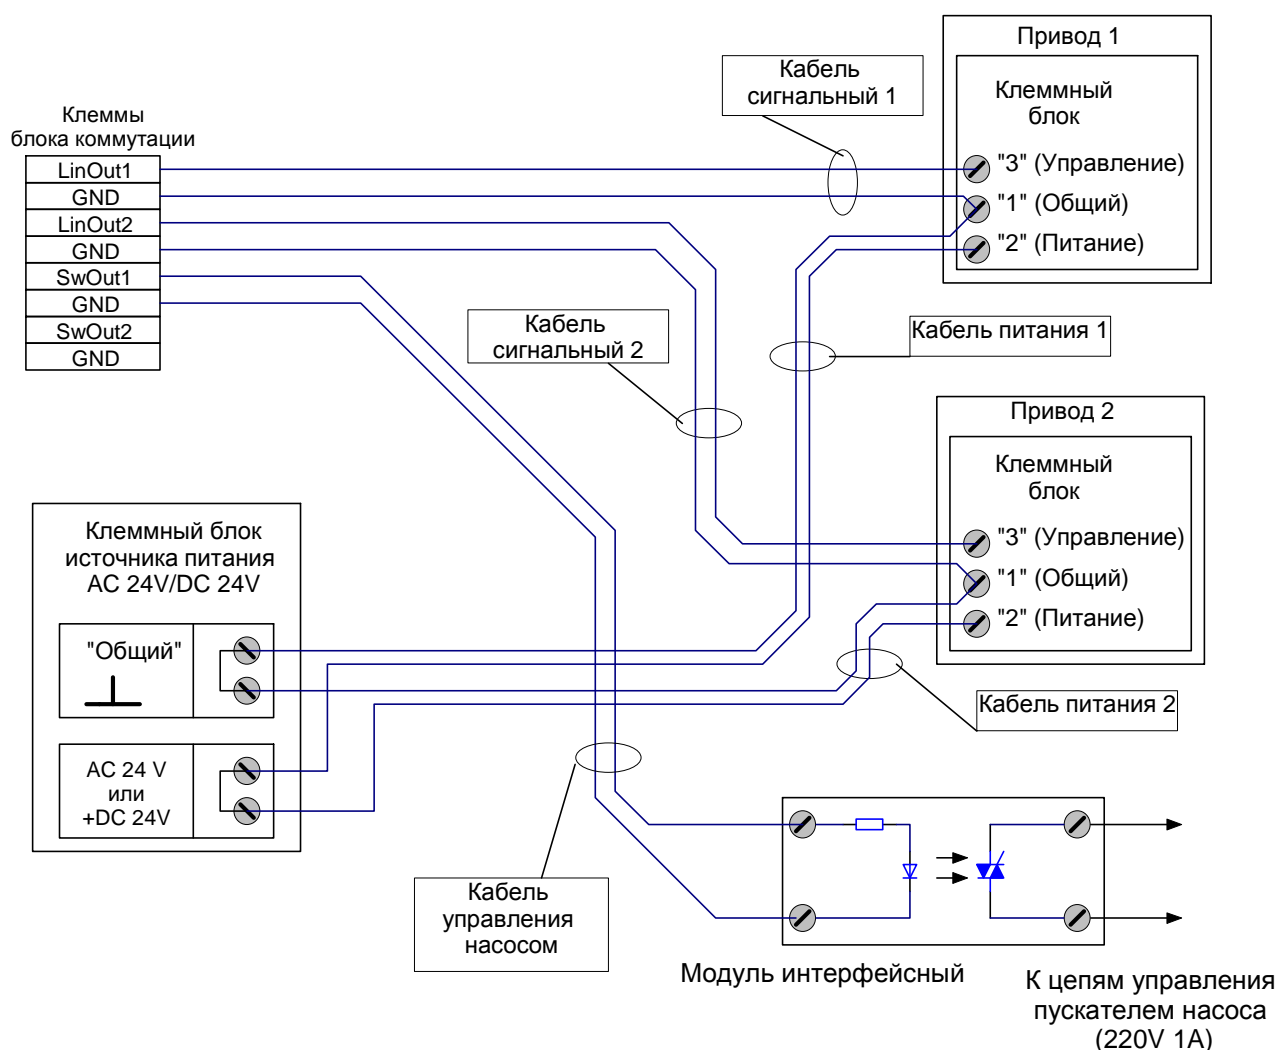 Привод 1
Кабель
сигнальный 1
Клеммный
блок
Клеммы
блока коммутации
LinOut1
GND
LinOut2
GND
SwOut1
GND
SwOut2
GND
"3" (Управление)
"1" (Общий)
"2" (Питание)
Кабель
сигнальный 2
Кабель питания 1
Привод 2
Клеммный
блок
"3" (Управление)
"1" (Общий)
"2" (Питание)
Клеммный блок
источника питания
AC 24V/DC 24V
"Общий"
AC 24 V
или
+DC 24V
Кабель питания 2
Кабель
управления
насосом
Модуль интерфейсный
К цепям управления
пускателем насоса
(220V 1A)